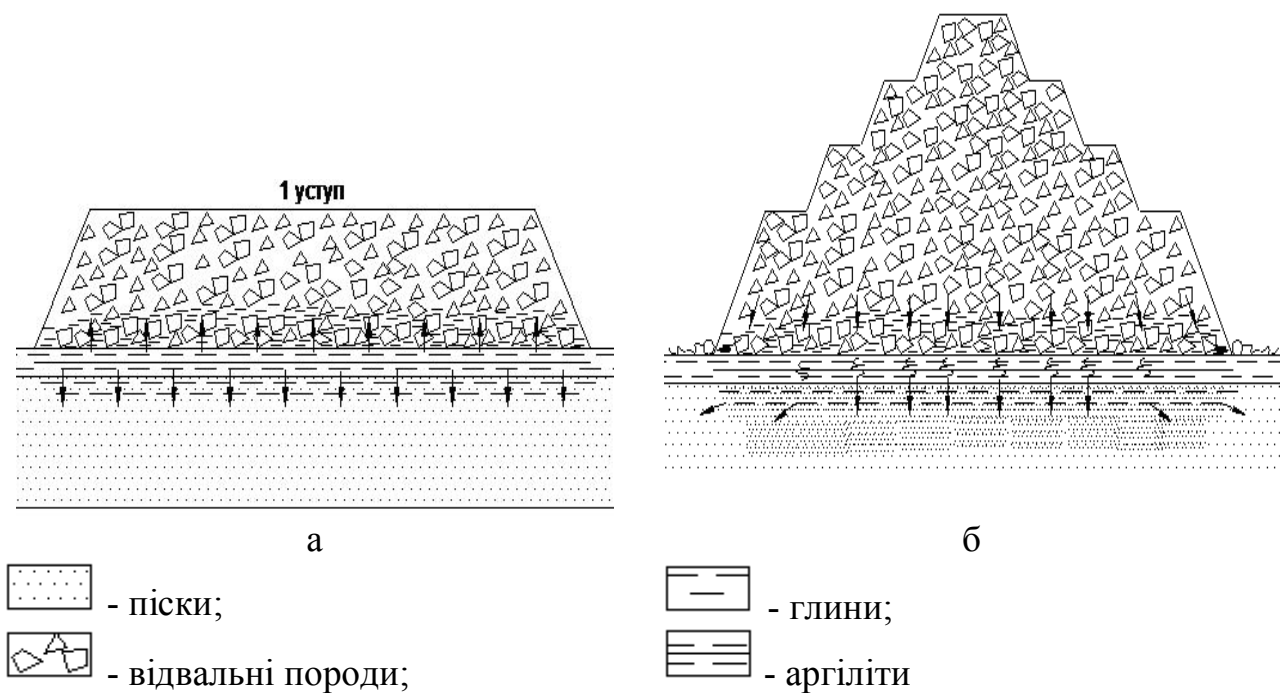 1 уступ
а
б
- піски;
- глини;
- відвальні породи;
- аргіліти